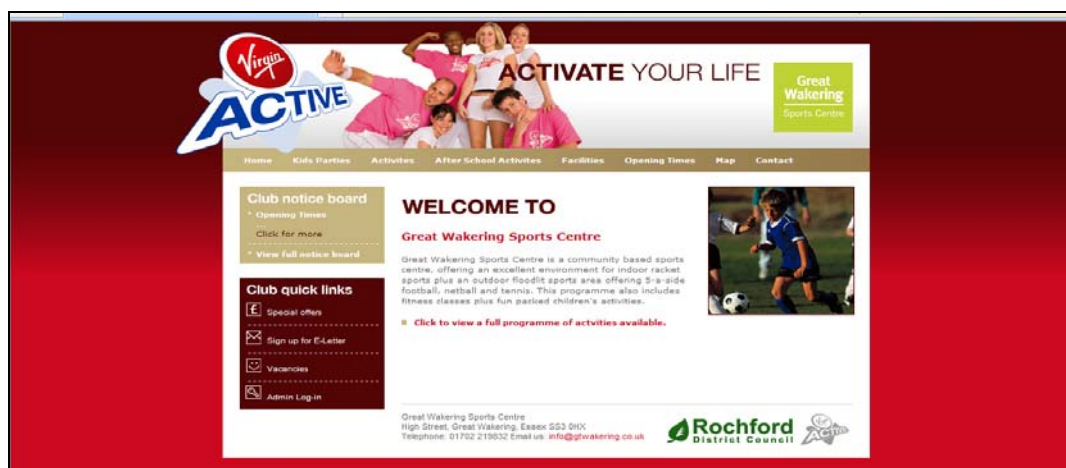 Virgin
ACTIVE
ACTIVATE YOUR LIFE
Great
Wakering
Sports Centre
Home Kids Parties Activites After School Activites Facilities Opening Times Map Contact
Club notice board
Opening Times
Click for more
View full notice board
Club quick links
£ Special offers
Sign up for E-Letter
Vacancies
Admin Log-in
WELCOME TO
Great Wakering Sports Centre
Great Wakering Sports Centre is a community based sports
centre, offering an excellent environment for indoor racket
sports plus an outdoor floodlit sports area offering 5-a-side
football, netball and tennis. This programme also includes
fitness classes plus fun packed children's activities.
Click to view a full programme of actvities available.
Great Wakering Sports Centre
High Street, Great Wakering, Essex SS3 0HX
Telephone: 01702 219832 Email us: info@gtwakering.co.uk
Rochford
District Council
ACTIVE